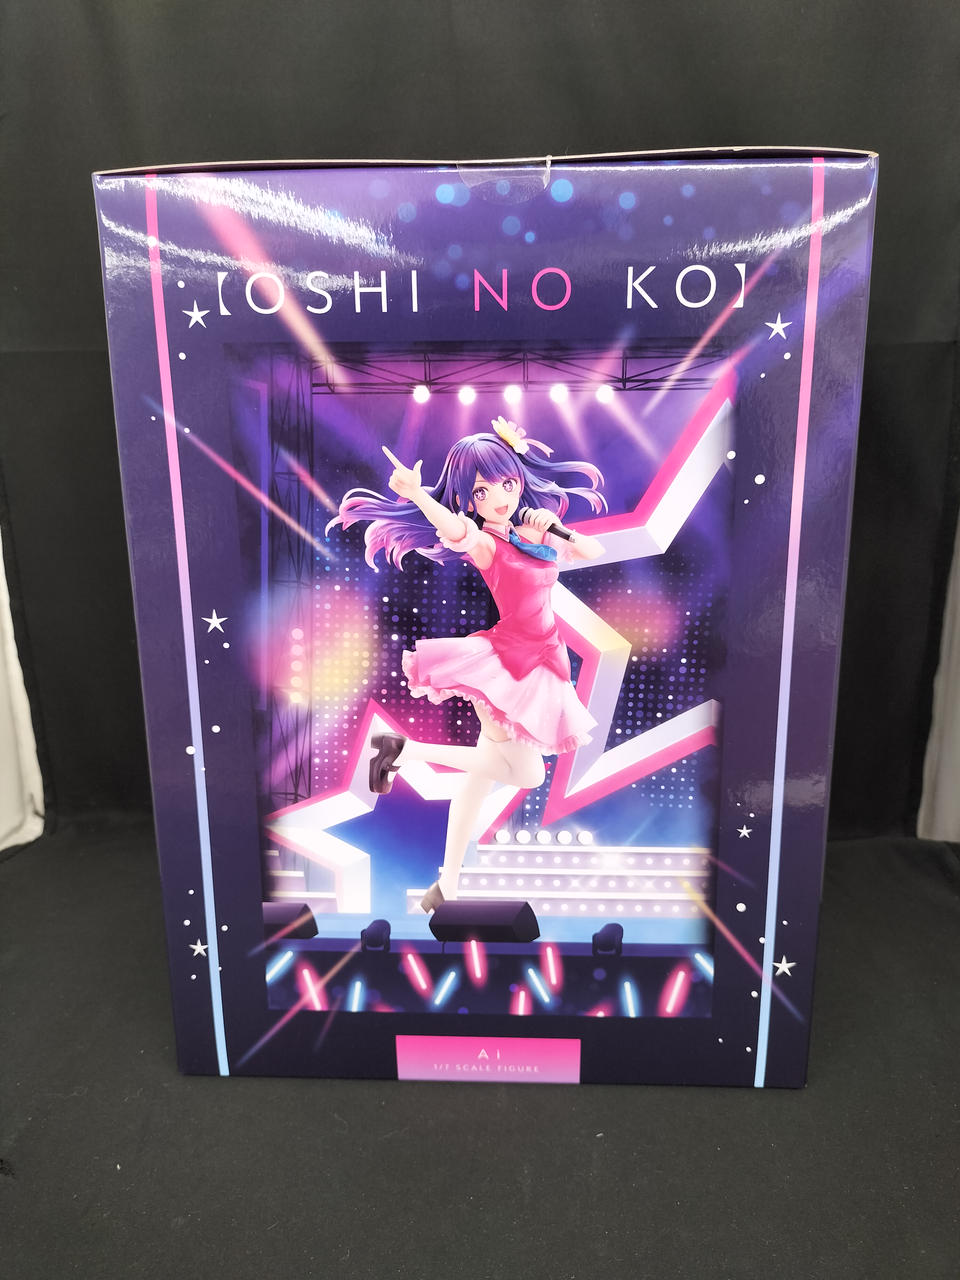 【OSHI NO KO】
Ai
1/7 SCALE FIGURE